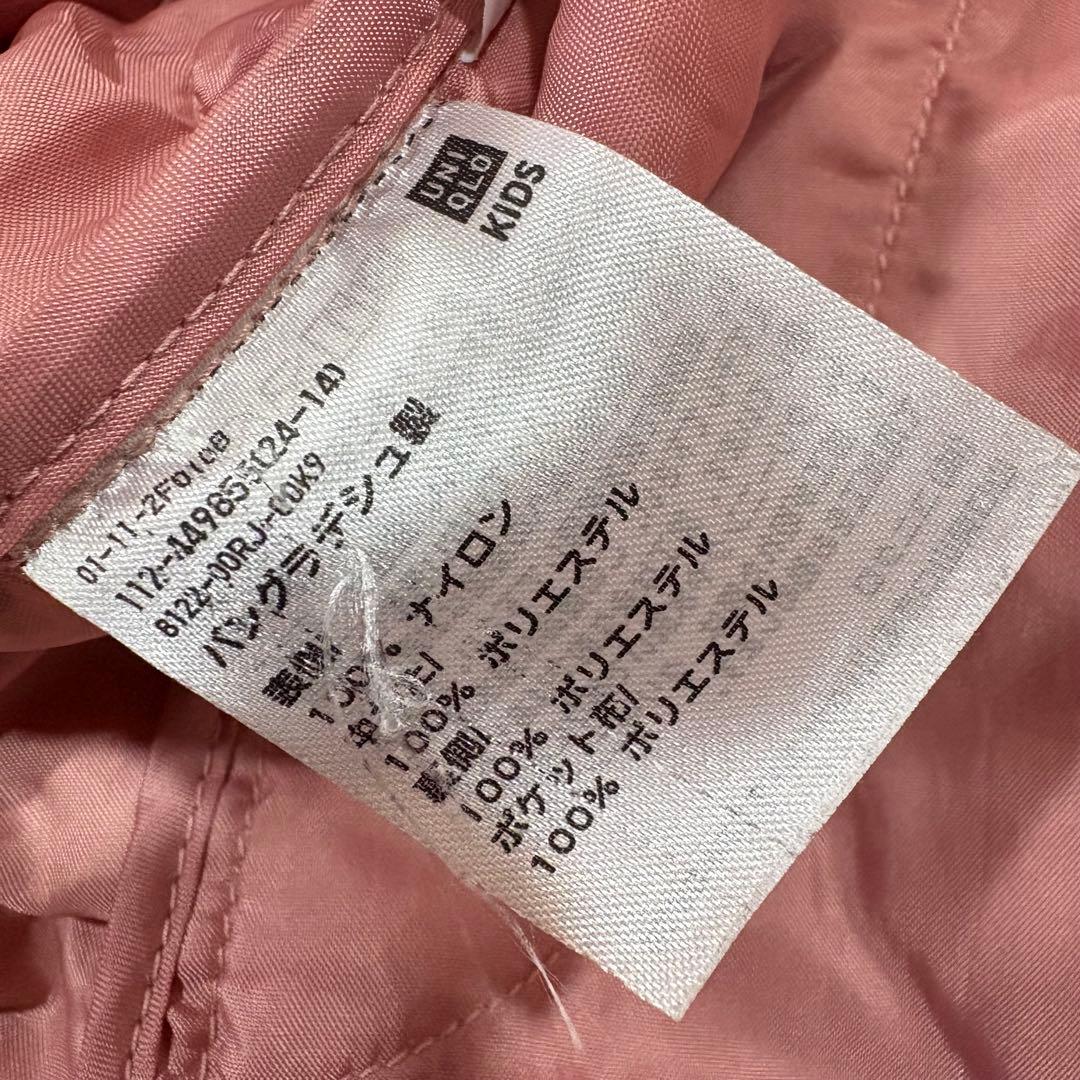 UNI
QLO
KIDS
01-11-2F010B
112-449855(24-14)
8122-00RJ-00K9
バングラデシュ製
表側/
100% ナイロン
中わた/
100% ポリエステル
裏側/
100% ポリエステル
ポケット布/
100% ポリエステル